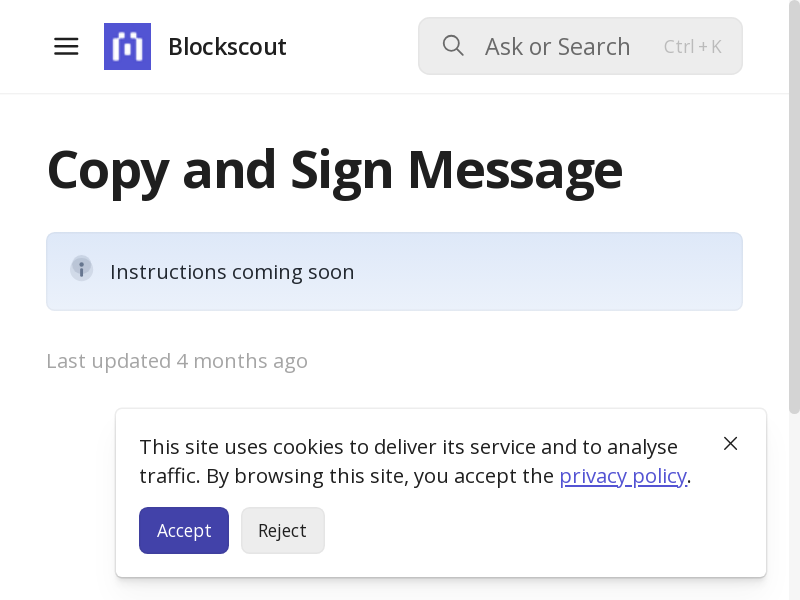 Blockscout
Ask or Search
Ctrl + K
Copy and Sign Message
Instructions coming soon
Last updated 4 months ago
This site uses cookies to deliver its service and to analyse
traffic. By browsing this site, you accept the privacy policy.
Accept
Reject